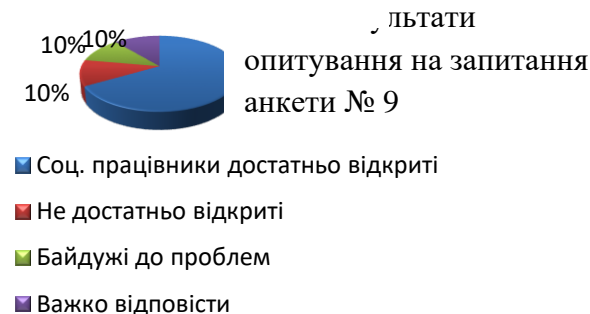 опитування на запитання
анкети № 9
10%
10%
10%
Соц. працівники достатньо відкриті
Не достатньо відкриті
Байдужі до проблем
Важко відповісти